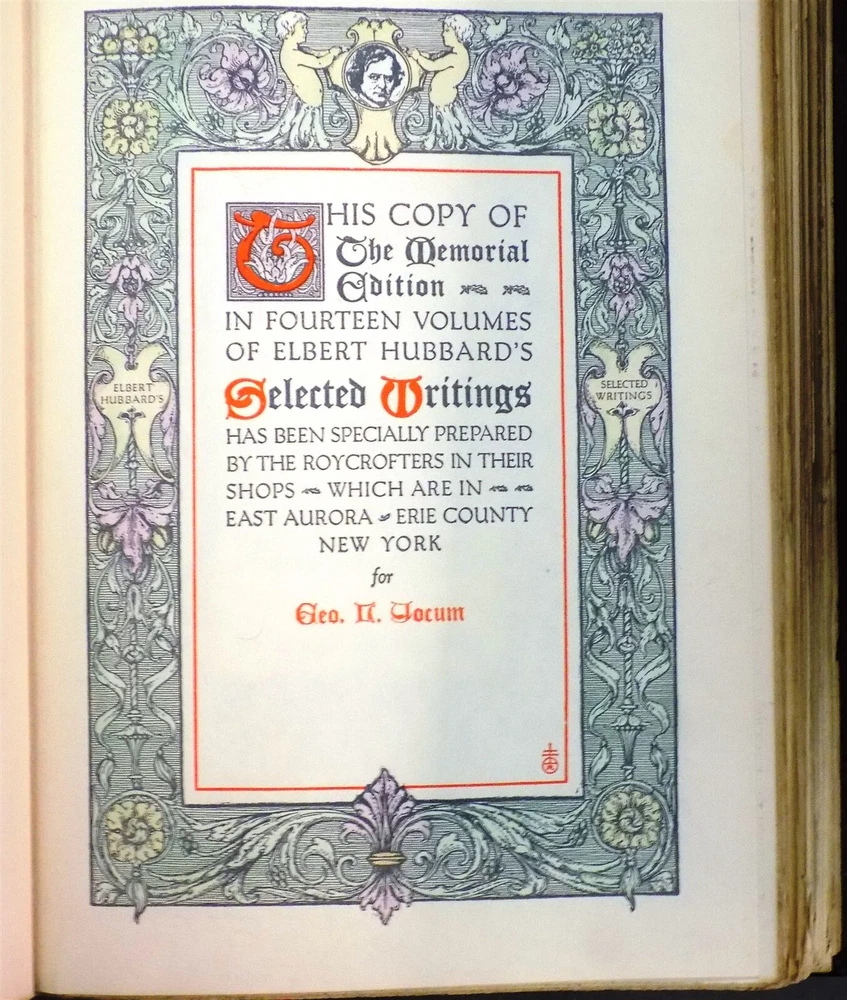 THIS COPY OF
The Memorial
Edition
IN FOURTEEN VOLUMES
OF ELBERT HUBBARD'S
Selected Writings
HAS BEEN SPECIALLY PREPARED
BY THE ROYCROFTERS IN THEIR
SHOPS WHICH ARE IN
EAST AURORA ERIE COUNTY
NEW YORK
for
Geo. Yocum
ELBERT
HUBBARD'S
SELECTED
WRITINGS